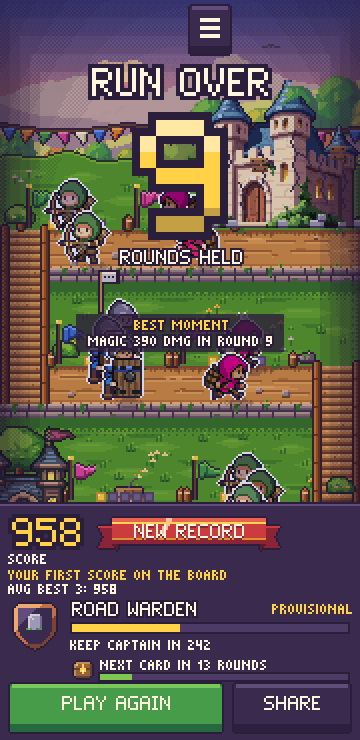 RUN OVER
9
ROUNDS HELD
BEST MOMENT
MAGIC 390 DMG IN ROUND 9
958
NEW RECORD
SCORE
YOUR FIRST SCORE ON THE BOARD
AVG BEST 3: 958
ROAD WARDEN
PROVISIONAL
KEEP CAPTAIN IN 242
NEXT CARD IN 13 ROUNDS
PLAY AGAIN
SHARE